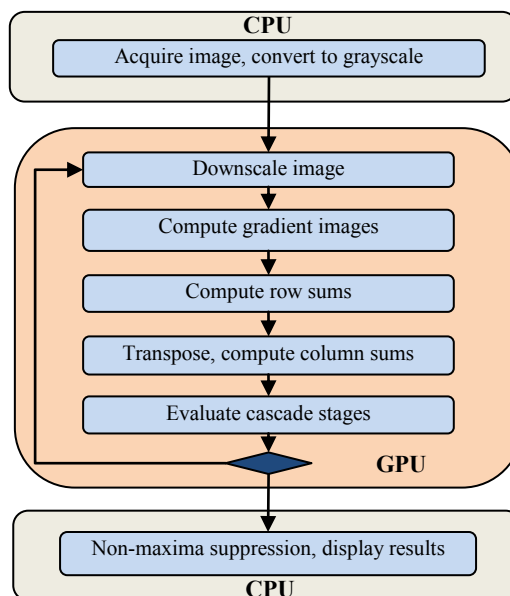 CPU
Acquire image, convert to grayscale
Downscale image
Compute gradient images
Compute row sums
Transpose, compute column sums
Evaluate cascade stages
GPU
Non-maxima suppression, display results
CPU